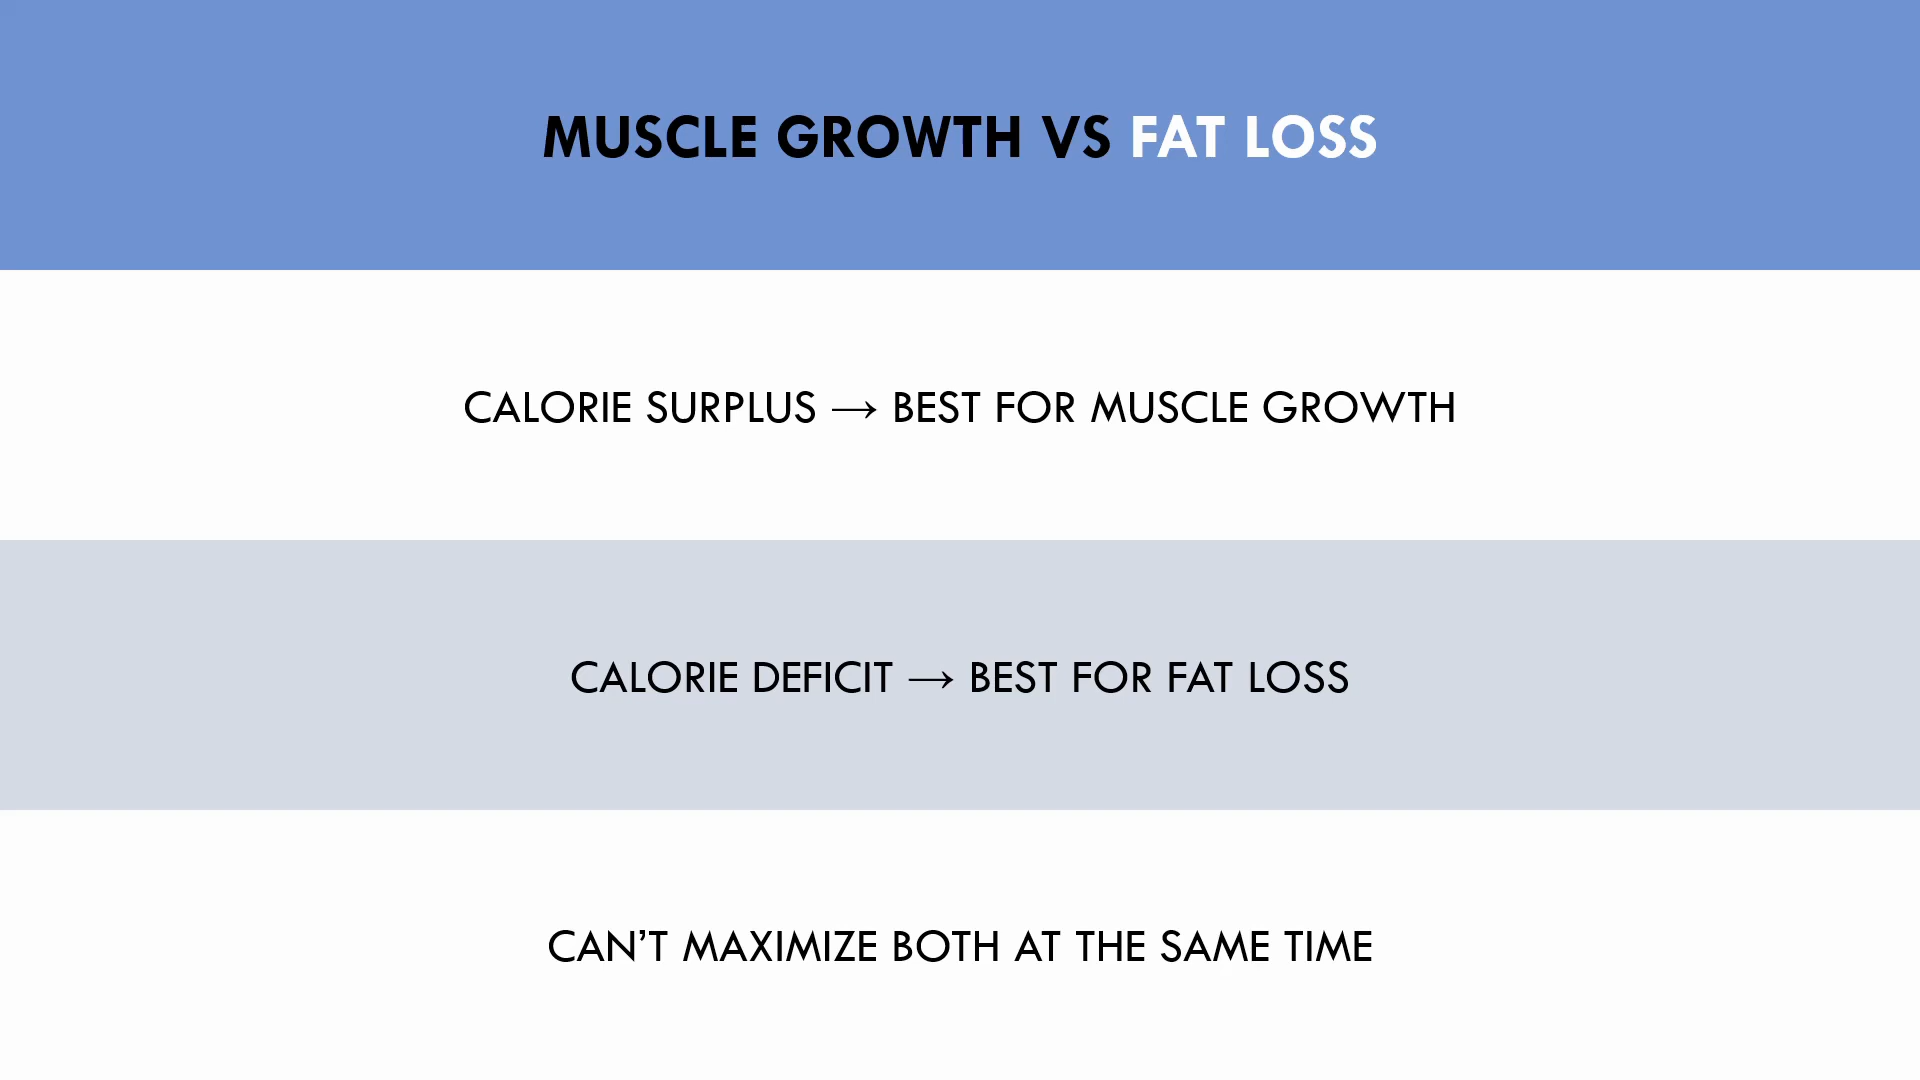 MUSCLE GROWTH VS FAT LOSS
CALORIE SURPLUS → BEST FOR MUSCLE GROWTH
CALORIE DEFICIT → BEST FOR FAT LOSS
CAN’T MAXIMIZE BOTH AT THE SAME TIME